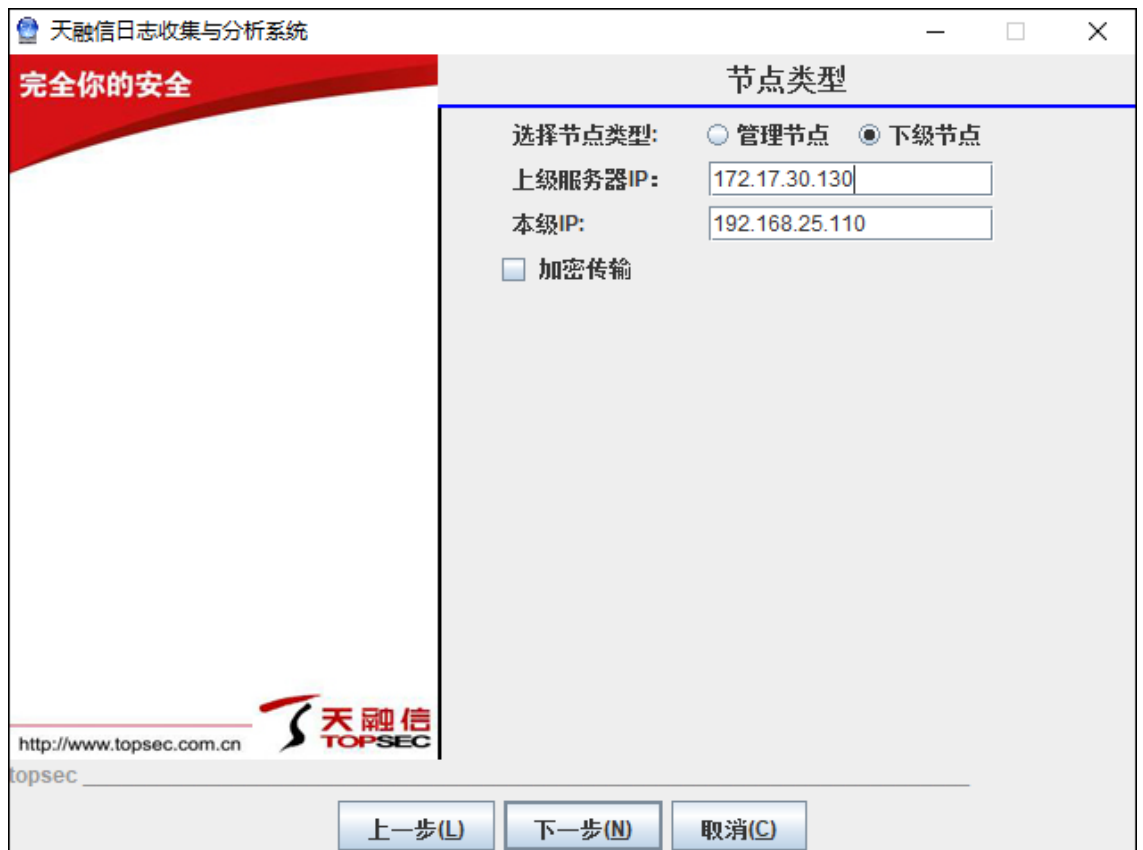 天融信日志收集与分析系统
完全你的安全
节点类型
选择节点类型: 管理节点 下级节点
上级服务器IP: 172.17.30.130
本级IP: 192.168.25.110
加密传输
天融信
TOPSEC
http://www.topsec.com.cn
topsec
上一步(L) 下一步(N) 取消(C)